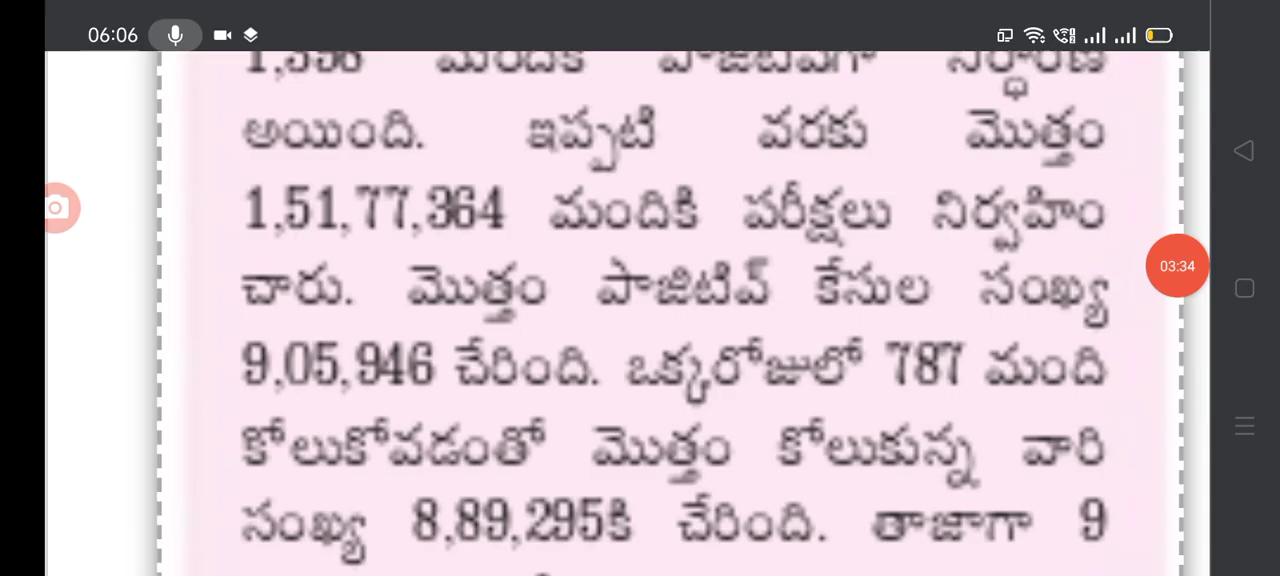 06:06
మందికి పాజిటివ్‌గా నిర్ధారణ
అయింది. ఇప్పటి వరకు మొత్తం
1,51,77,364 మందికి పరీక్షలు నిర్వహిం
03:34
చారు. మొత్తం పాజిటివ్ కేసుల సంఖ్య
9,05,946 చేరింది. ఒక్కరోజులో 787 మంది
కోలుకోవడంతో మొత్తం కోలుకున్న వారి
సంఖ్య 8,89,295కి చేరింది. తాజాగా 9